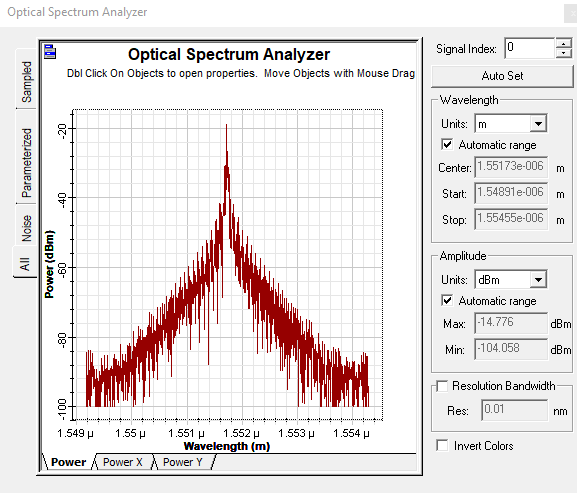 Optical Spectrum Analyzer
Optical Spectrum Analyzer
Dbl Click On Objects to open properties. Move Objects with Mouse Drag
Sampled
Parameterized
Noise
All
Power (dBm)
-20
-40
-60
-80
-100
1.549 µ 1.55 µ 1.551 µ 1.552 µ 1.553 µ 1.554 µ
Wavelength (m)
Power Power X Power Y
Signal Index: 0
Auto Set
Wavelength
Units: m
Automatic range
Center: 1.55173e-006 m
Start: 1.54891e-006 m
Stop: 1.55455e-006 m
Amplitude
Units: dBm
Automatic range
Max: -14.776 dBm
Min: -104.058 dBm
Resolution Bandwidth
Res: 0.01 nm
Invert Colors